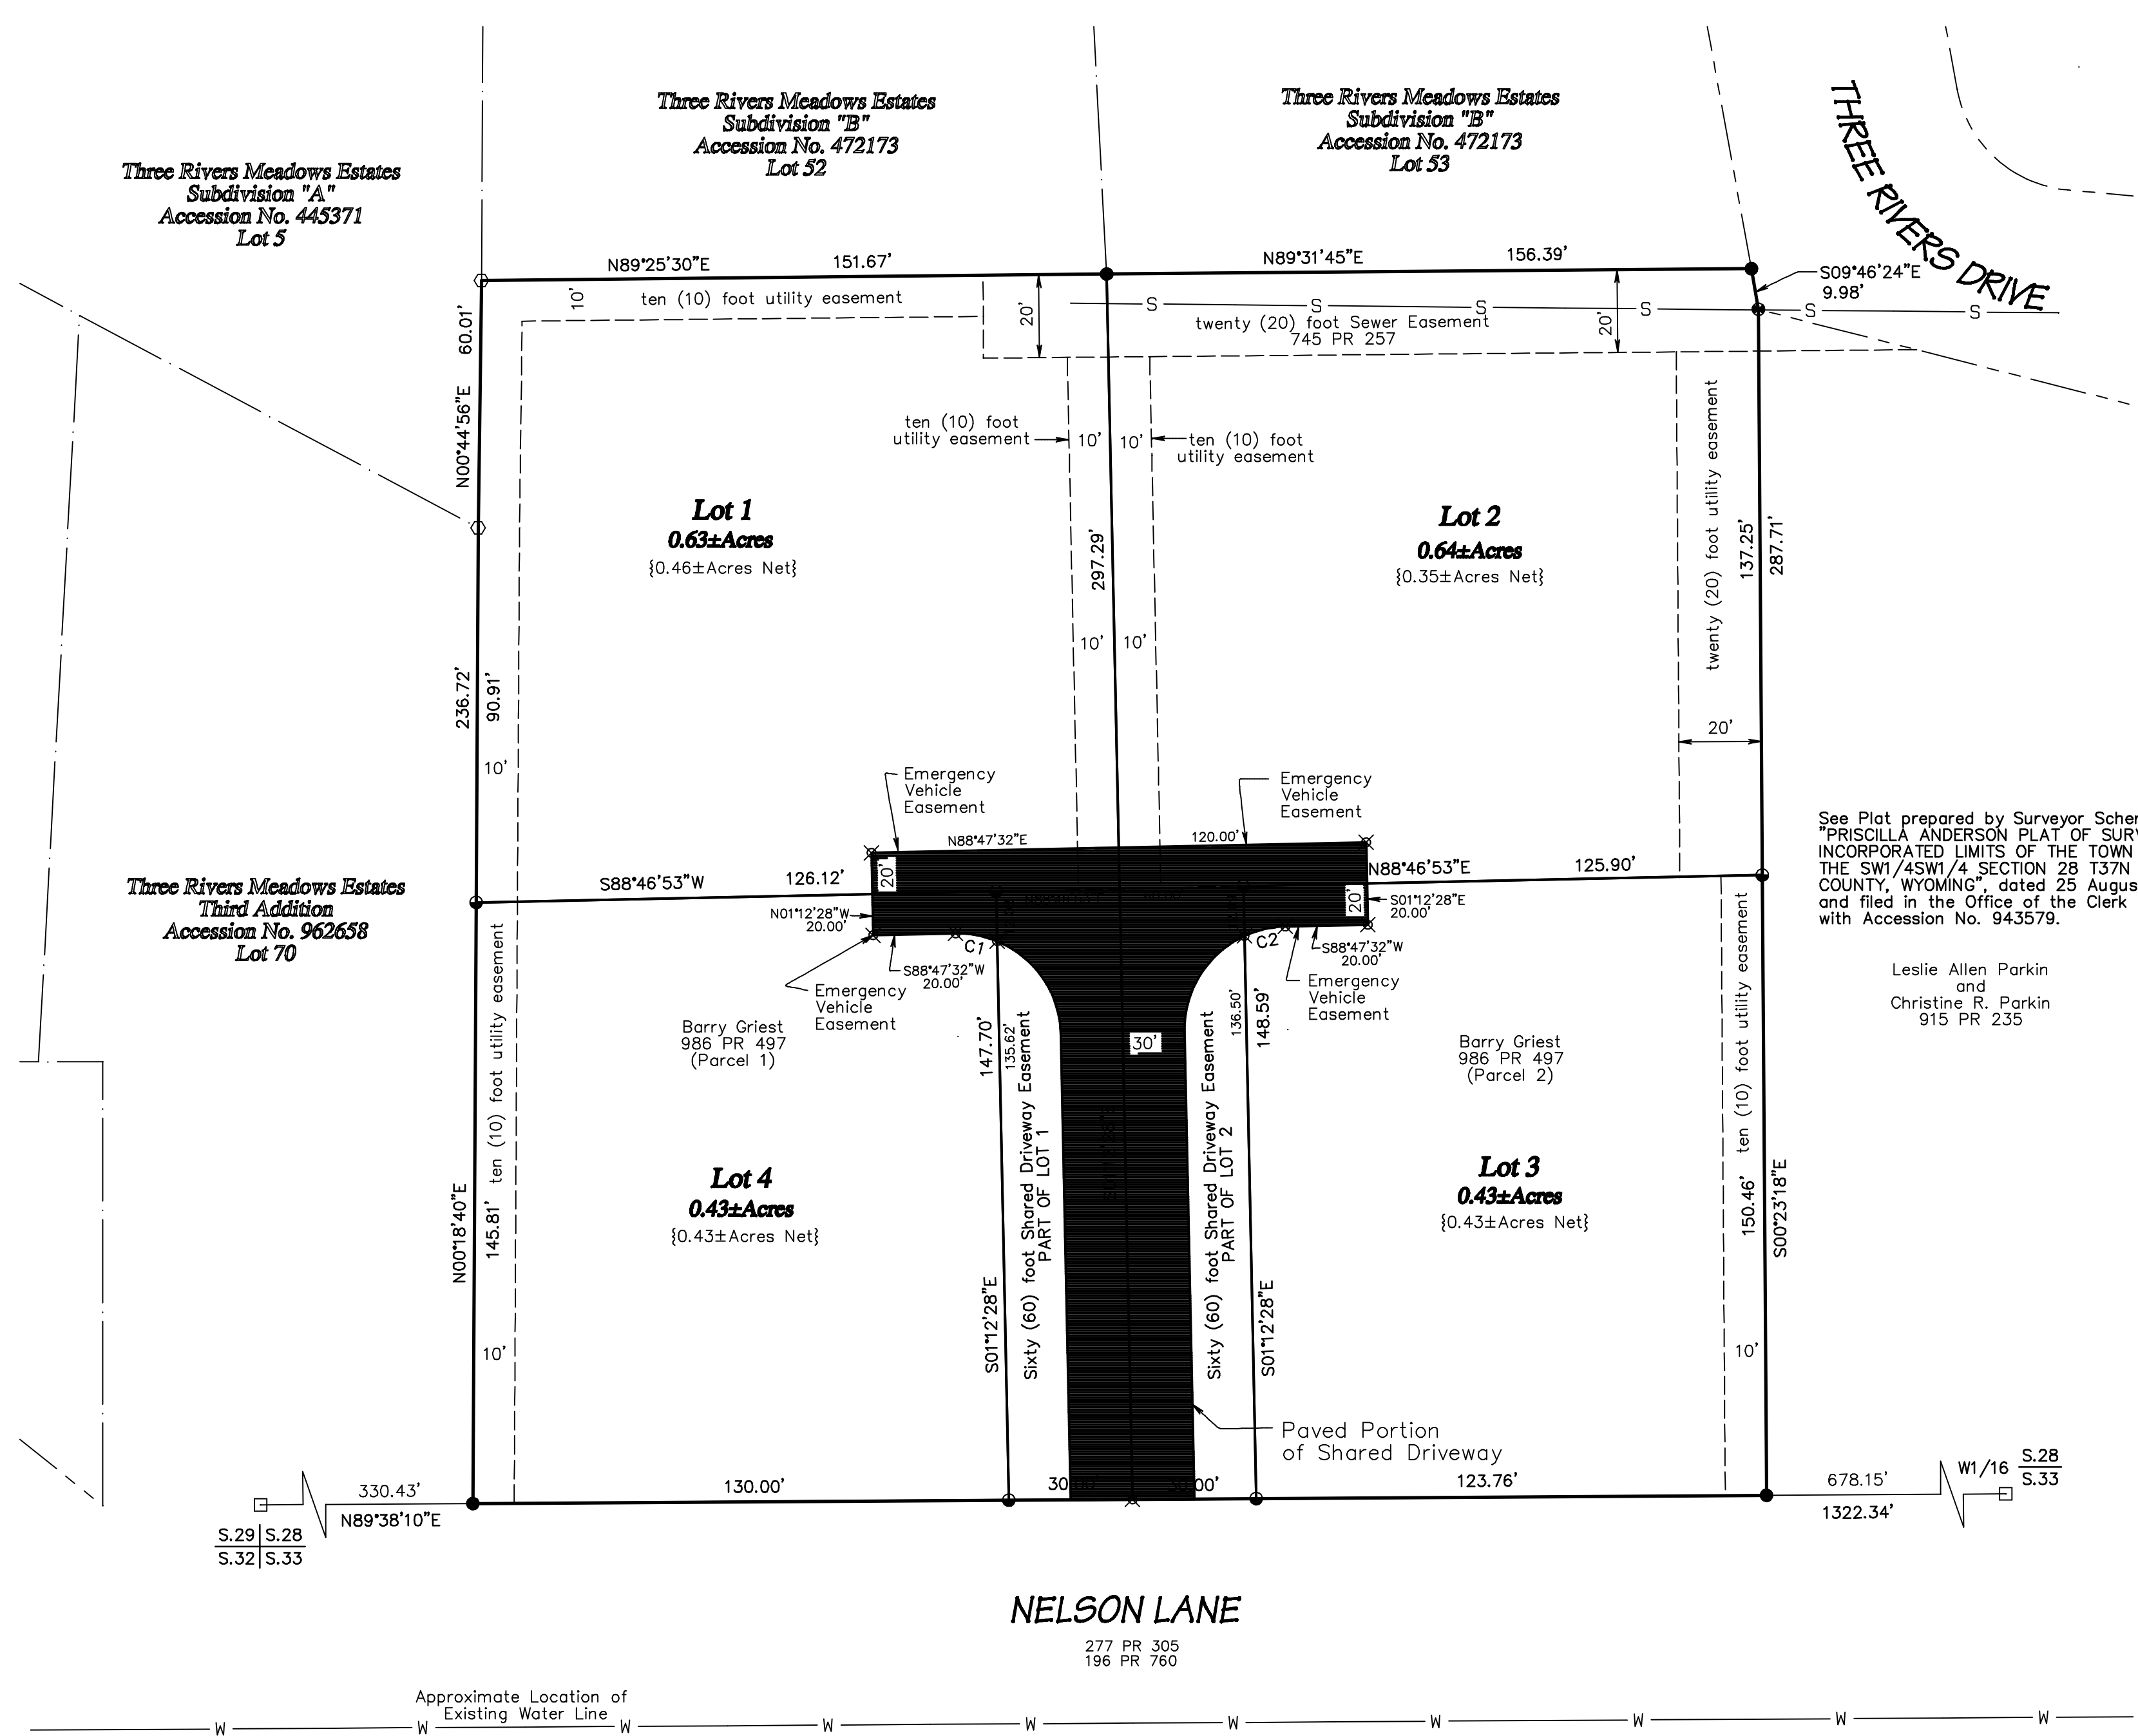 Three Rivers Meadows Estates
Subdivision "A"
Accession No. 445371
Lot 5
Three Rivers Meadows Estates
Subdivision "B"
Accession No. 472173
Lot 52
Three Rivers Meadows Estates
Subdivision "B"
Accession No. 472173
Lot 53
THREE RIVERS DRIVE
N89°25'30"E 151.67'
N89°31'45"E 156.39'
S09°46'24"E
9.98'
10'
ten (10) foot utility easement
20'
S S S S S S
twenty (20) foot Sewer Easement
745 PR 257
20'
60.01'
N00°44'56"E
ten (10) foot
utility easement
10' 10'
ten (10) foot
utility easement
twenty (20) foot utility easement
Lot 1
0.63±Acres
{0.46±Acres Net}
297.29'
Lot 2
0.64±Acres
{0.35±Acres Net}
137.25'
287.71'
10' 10'
236.72'
90.91'
10'
20'
Emergency
Vehicle
Easement
Emergency
Vehicle
Easement
N88°47'32"E 120.00'
S88°46'53"W 126.12'
20'
N88°46'53"E 125.90'
20'
N01°12'28"W
20.00'
S01°12'28"E
20.00'
C1
C2
S88°47'32"W
20.00'
S88°47'32"W
20.00'
Emergency
Vehicle
Easement
Emergency
Vehicle
Easement
See Plat prepared by Surveyor Scher
"PRISCILLA ANDERSON PLAT OF SURV
INCORPORATED LIMITS OF THE TOWN
THE SW1/4SW1/4 SECTION 28 T37N
COUNTY, WYOMING", dated 25 Augus
and filed in the Office of the Clerk
with Accession No. 943579.
Leslie Allen Parkin
and
Christine R. Parkin
915 PR 235
Three Rivers Meadows Estates
Third Addition
Accession No. 962658
Lot 70
ten (10) foot utility easement
Barry Griest
986 PR 497
(Parcel 1)
147.70'
135.62'
30'
136.50'
148.59'
Barry Griest
986 PR 497
(Parcel 2)
ten (10) foot utility easement
Sixty (60) foot Shared Driveway Easement
PART OF LOT 1
Sixty (60) foot Shared Driveway Easement
PART OF LOT 2
Lot 4
0.43±Acres
{0.43±Acres Net}
Lot 3
0.43±Acres
{0.43±Acres Net}
N00°18'40"E
145.81'
150.46'
S00°23'18"E
S01°12'28"E
S01°12'28"E
10'
10'
Paved Portion
of Shared Driveway
330.43'
N89°38'10"E
130.00'
123.76'
678.15'
1322.34'
W1/16 S.28
S.33
S.29 S.28
S.32 S.33
NELSON LANE
277 PR 305
196 PR 760
Approximate Location of
Existing Water Line
W W W W W W W W W W